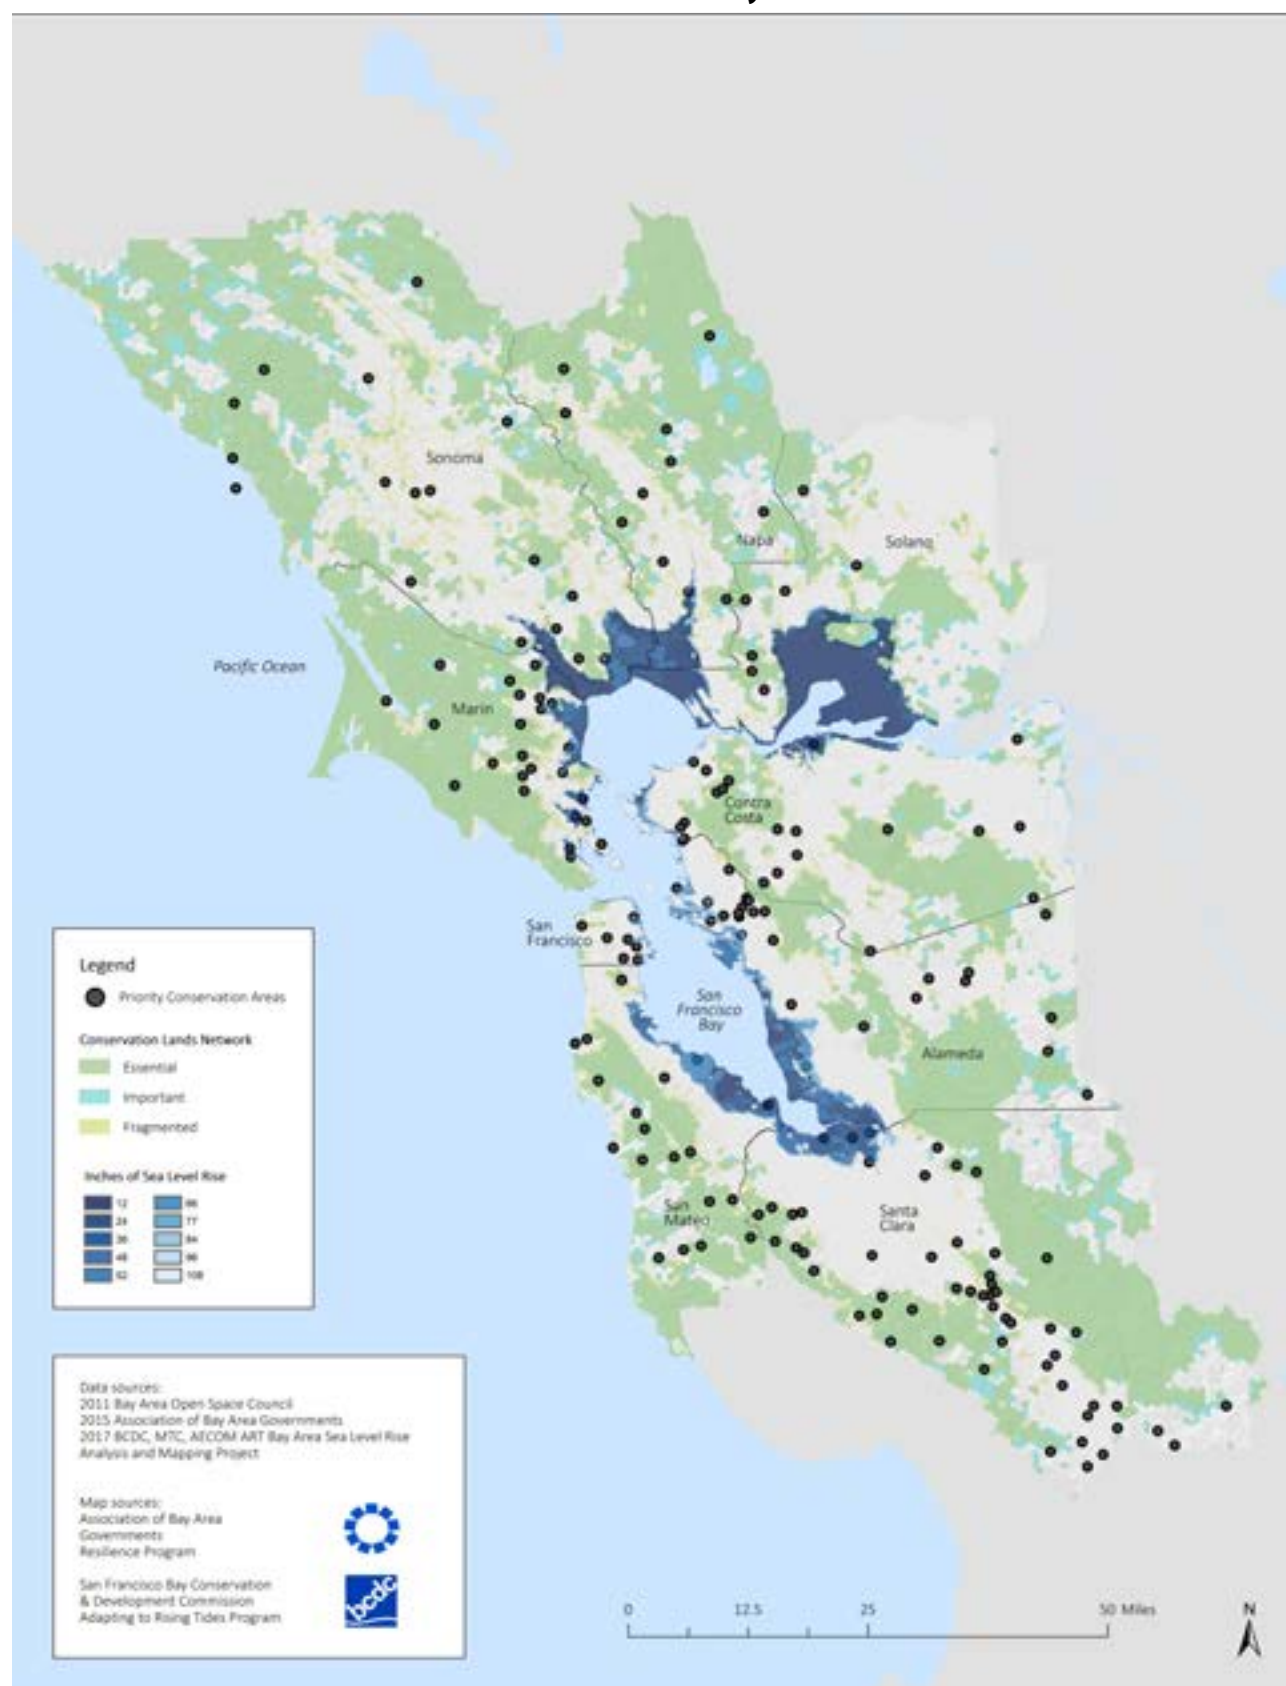 Sonoma
Napa
Solano
Pacific Ocean
Marin
Contra
Costa
San
Francisco
San
Francisco
Bay
Alameda
San
Mateo
Santa
Clara
Legend
Priority Conservation Areas
Conservation Lands Network
Essential
Important
Fragmented
Inches of Sea Level Rise
12 66
24 77
36 84
48 96
52 108
Data sources:
2011 Bay Area Open Space Council
2015 Association of Bay Area Governments
2017 BCDC, MTC, AECOM ART Bay Area Sea Level Rise
Analysis and Mapping Project
Map sources:
Association of Bay Area
Governments
Resilience Program
San Francisco Bay Conservation
& Development Commission
Adapting to Rising Tides Program
bcdc
0 12.5 25 50 Miles
N